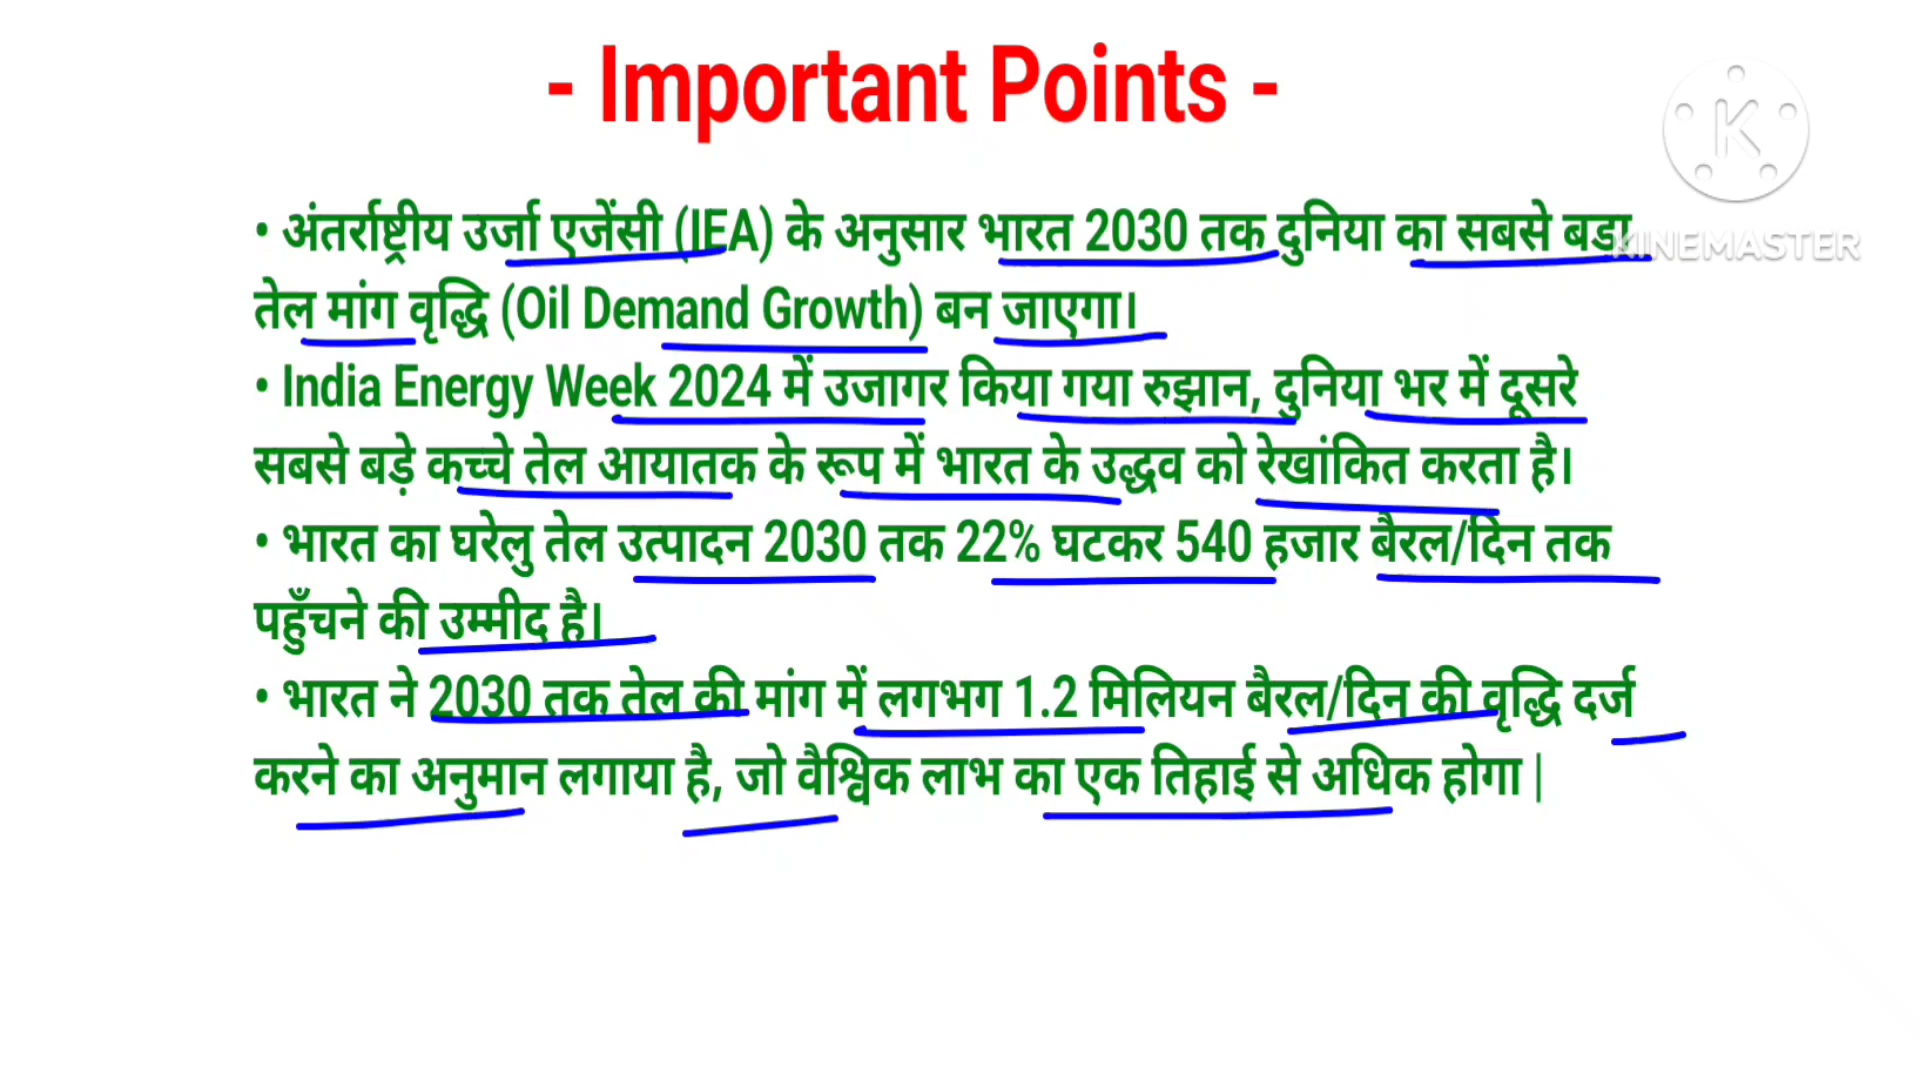 - Important Points -
• अंतर्राष्ट्रीय उर्जा एजेंसी (IEA) के अनुसार भारत 2030 तक दुनिया का सबसे बडा
तेल मांग वृद्धि (Oil Demand Growth) बन जाएगा।
• India Energy Week 2024 में उजागर किया गया रुझान, दुनिया भर में दूसरे
सबसे बड़े कच्चे तेल आयातक के रूप में भारत के उद्धव को रेखांकित करता है।
• भारत का घरेलु तेल उत्पादन 2030 तक 22% घटकर 540 हजार बैरल/दिन तक
पहुँचने की उम्मीद है।
• भारत ने 2030 तक तेल की मांग में लगभग 1.2 मिलियन बैरल/दिन की वृद्धि दर्ज
करने का अनुमान लगाया है, जो वैश्विक लाभ का एक तिहाई से अधिक होगा |
K
KINEMASTER